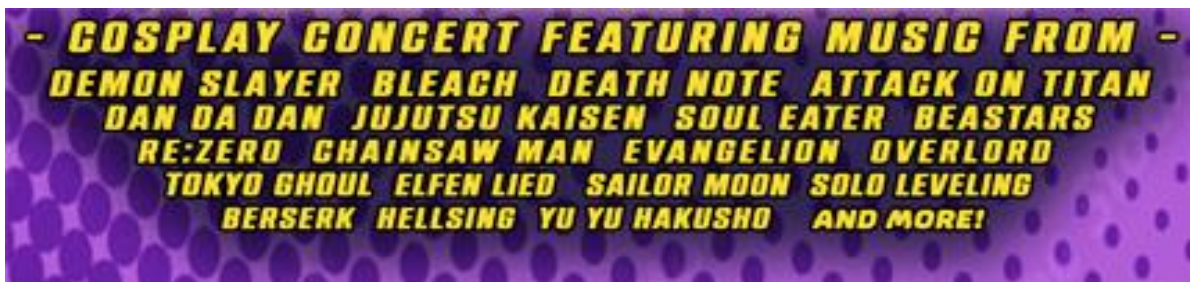 - COSPLAY CONCERT FEATURING MUSIC FROM -
DEMON SLAYER BLEACH DEATH NOTE ATTACK ON TITAN
DAN DA DAN JUJUTSU KAISEN SOUL EATER BEASTARS
RE:ZERO CHAINSAW MAN EVANGELION OVERLORD
TOKYO GHOUL ELFEN LIED SAILOR MOON SOLO LEVELING
BERSERK HELLSING YU YU HAKUSHO AND MORE!